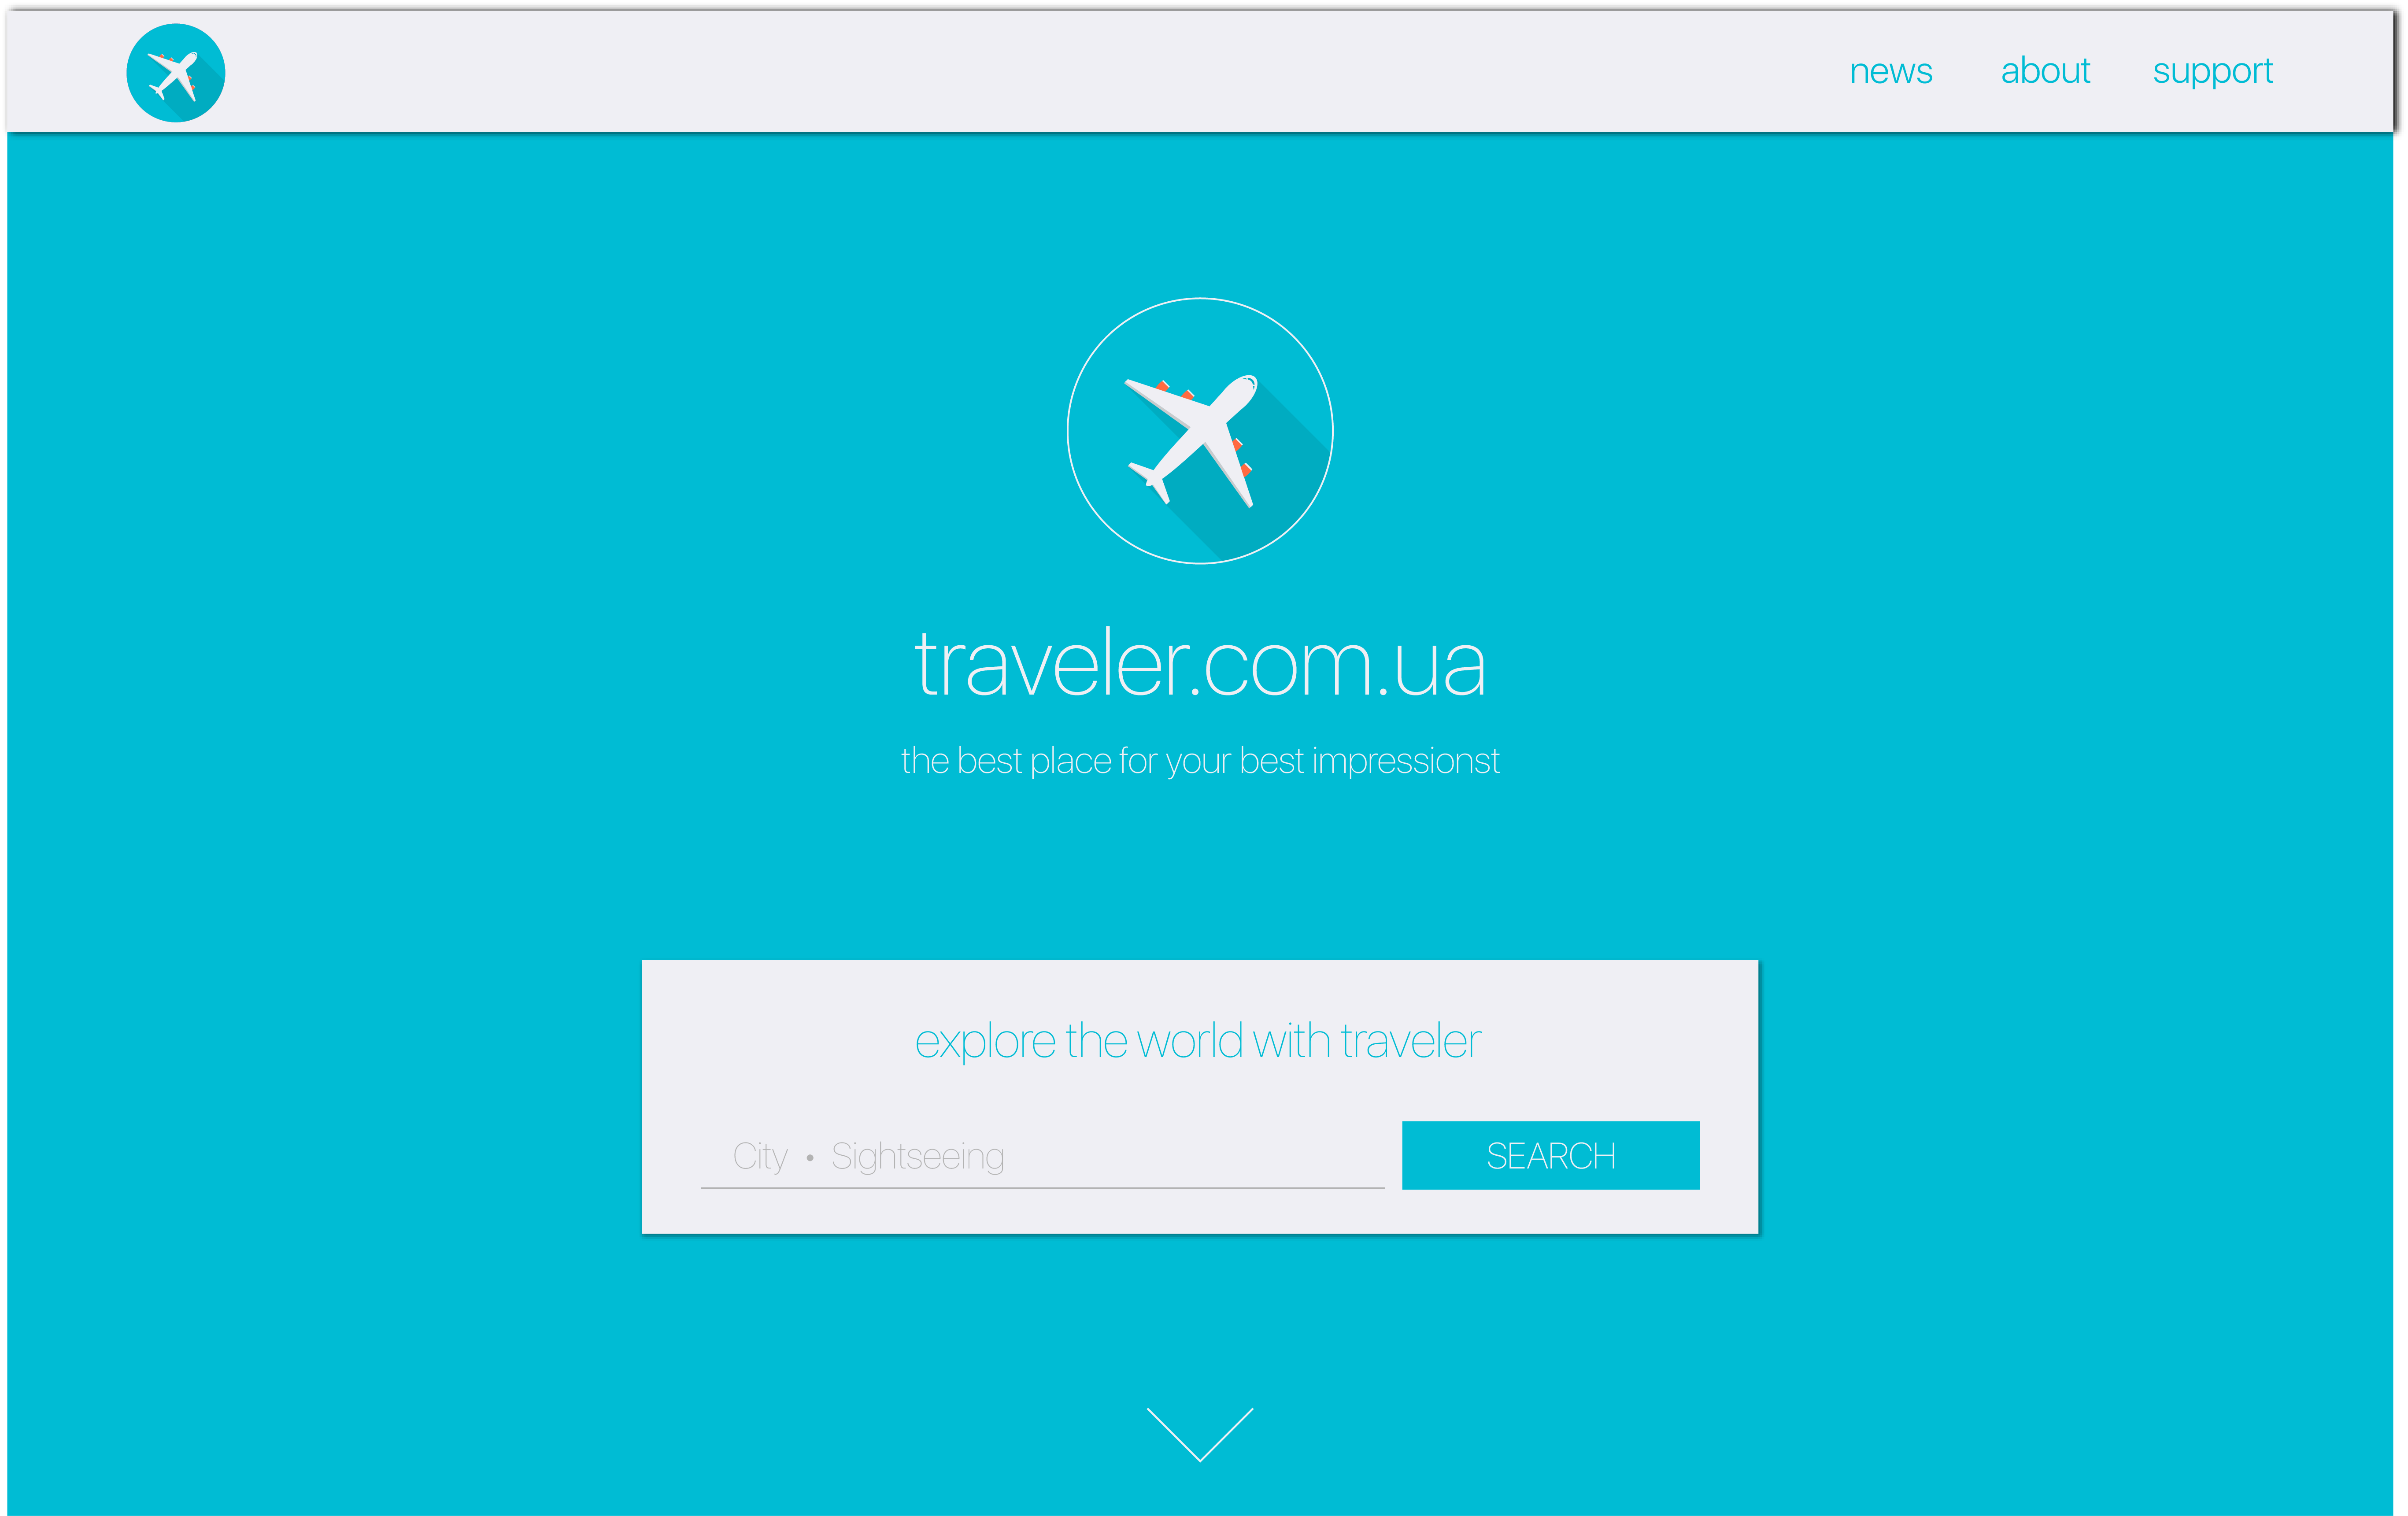 news about support
traveler.com.ua
the best place for your best impressionst
explore the world with traveler
City • Sightseeing SEARCH